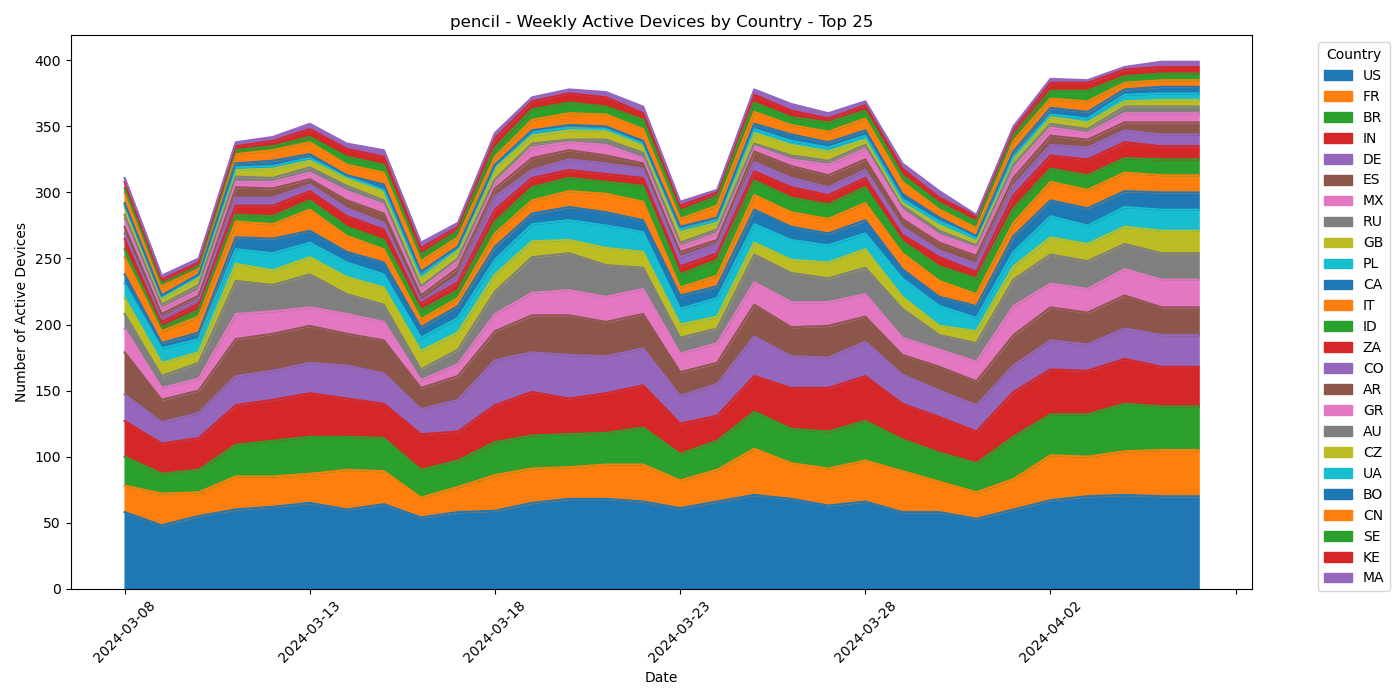 pencil - Weekly Active Devices by Country - Top 25
Number of Active Devices
400
350
300
250
200
150
100
50
0
2024-03-08
2024-03-13
2024-03-18
2024-03-23
2024-03-28
2024-04-02
Date
Country
US
FR
BR
IN
DE
ES
MX
RU
GB
PL
CA
IT
ID
ZA
CO
AR
GR
AU
CZ
UA
BO
CN
SE
KE
MA